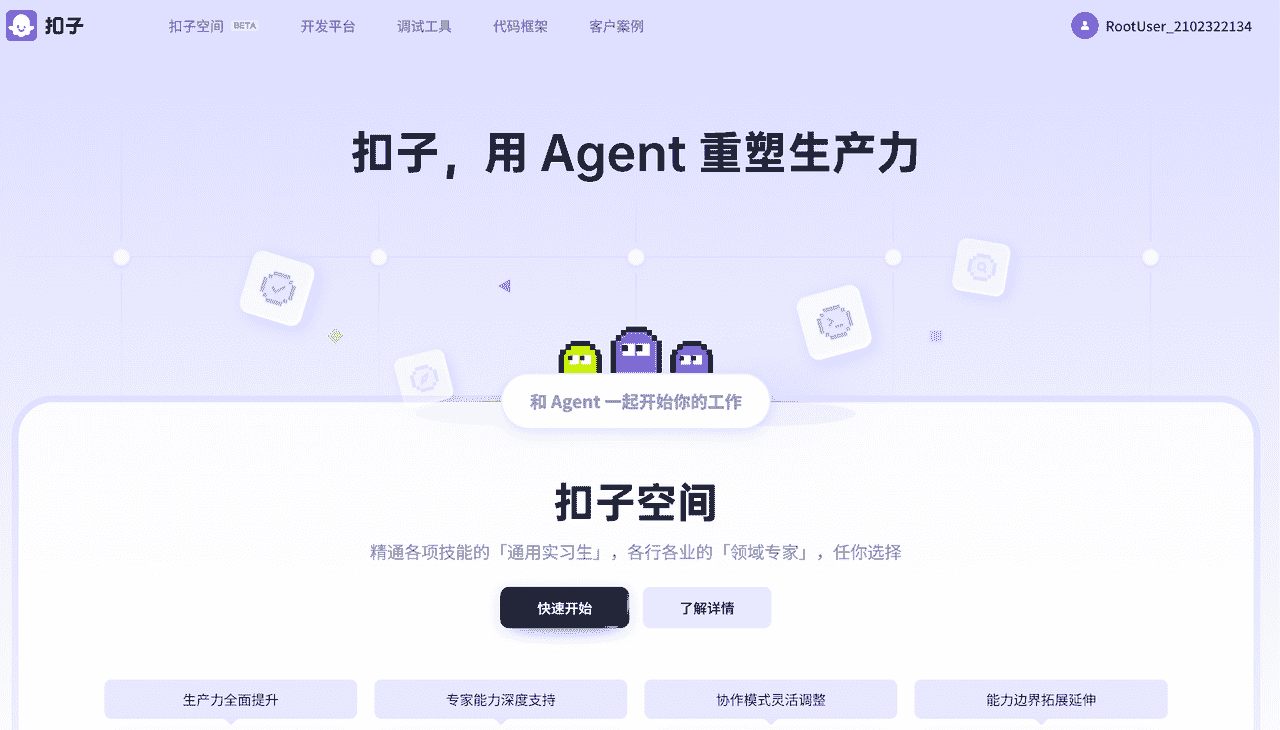 扣子
扣子空间 BETA 开发平台 调试工具 代码框架 客户案例
RootUser_2102322134
扣子，用 Agent 重塑生产力
和 Agent 一起开始你的工作
扣子空间
精通各项技能的「通用实习生」，各行各业的「领域专家」，任你选择
快速开始 了解详情
生产力全面提升 专家能力深度支持 协作模式灵活调整 能力边界拓展延伸